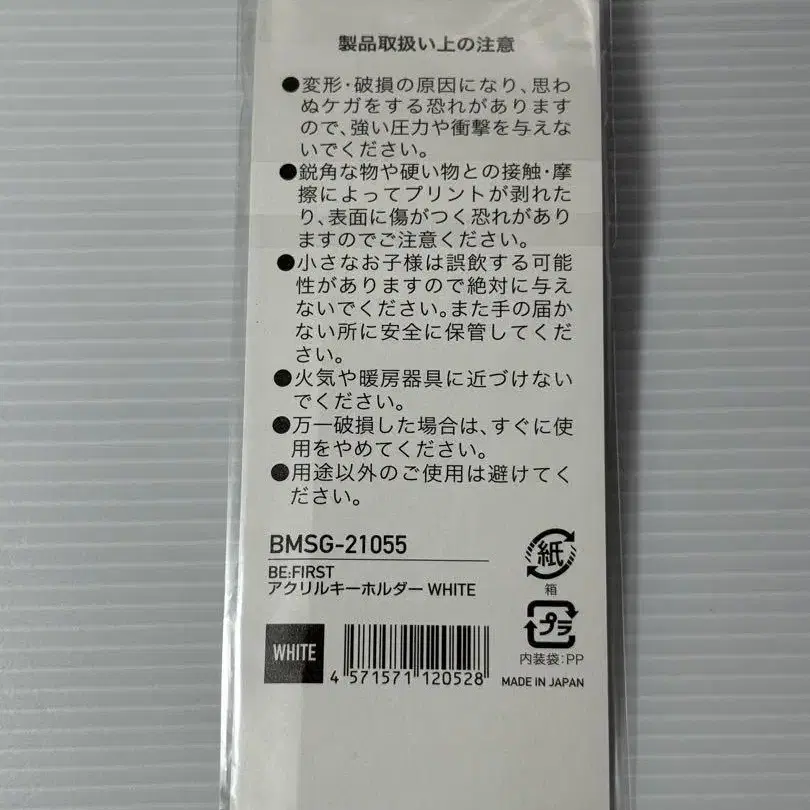 製品取扱い上の注意
●変形・破損の原因になり、思わ
ぬケガをする恐れがあります
ので、強い圧力や衝撃を与えな
いでください。
●鋭角な物や硬い物との接触・摩
擦によってプリントが剥れた
り、表面に傷がつく恐れがあり
ますのでご注意ください。
●小さなお子様は誤飲する可能
性がありますので絶対に与え
ないでください。また手の届か
ない所に安全に保管してくだ
さい。
●火気や暖房器具に近づけない
でください。
●万一破損した場合は、すぐに使
用をやめてください。
●用途以外のご使用は避けてく
ださい。
BMSG-21055
BE:FIRST
アクリルキーホルダー WHITE
紙
箱
プラ
内装袋:PP
WHITE
4 571571 120528
MADE IN JAPAN